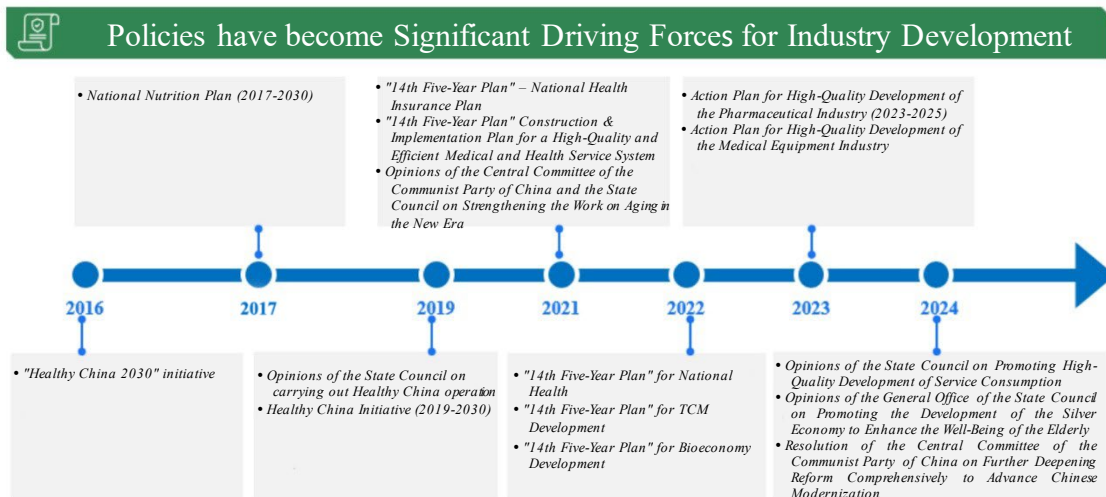 Policies have become Significant Driving Forces for Industry Development
• National Nutrition Plan (2017-2030)
• "14th Five-Year Plan" – National Health
Insurance Plan
• "14th Five-Year Plan" Construction &
Implementation Plan for a High-Quality and
Efficient Medical and Health Service System
• Opinions of the Central Committee of the
Communist Party of China and the State
Council on Strengthening the Work on Aging in
the New Era
• Action Plan for High-Quality Development of
the Pharmaceutical Industry (2023-2025)
• Action Plan for High-Quality Development of
the Medical Equipment Industry
2016
2017
2019
2021
2022
2023
2024
• "Healthy China 2030" initiative
• Opinions of the State Council on
carrying out Healthy China operation
• Healthy China Initiative (2019-2030)
• "14th Five-Year Plan" for National
Health
• "14th Five-Year Plan" for TCM
Development
• "14th Five-Year Plan" for Bioeconomy
Development
• Opinions of the State Council on Promoting High-
Quality Development of Service Consumption
• Opinions of the General Office of the State Council
on Promoting the Development of the Silver
Economy to Enhance the Well-Being of the Elderly
• Resolution of the Central Committee of the
Communist Party of China on Further Deepening
Reform Comprehensively to Advance Chinese
Modernization